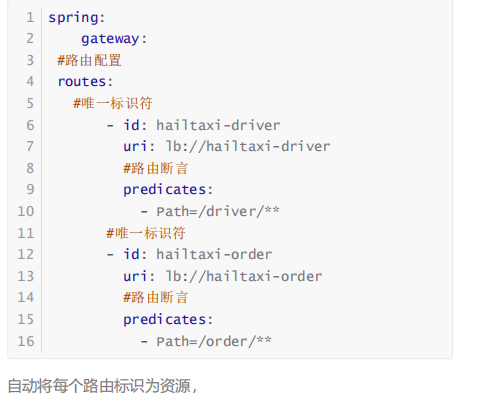 1 spring:
2     gateway:
3  #路由配置
4  routes:
5    #唯一标识符
6        - id: hailtaxi-driver
7          uri: lb://hailtaxi-driver
8          #路由断言
9          predicates:
10            - Path=/driver/**
11        #唯一标识符
12        - id: hailtaxi-order
13          uri: lb://hailtaxi-order
14          #路由断言
15          predicates:
16            - Path=/order/**
自动将每个路由标识为资源，